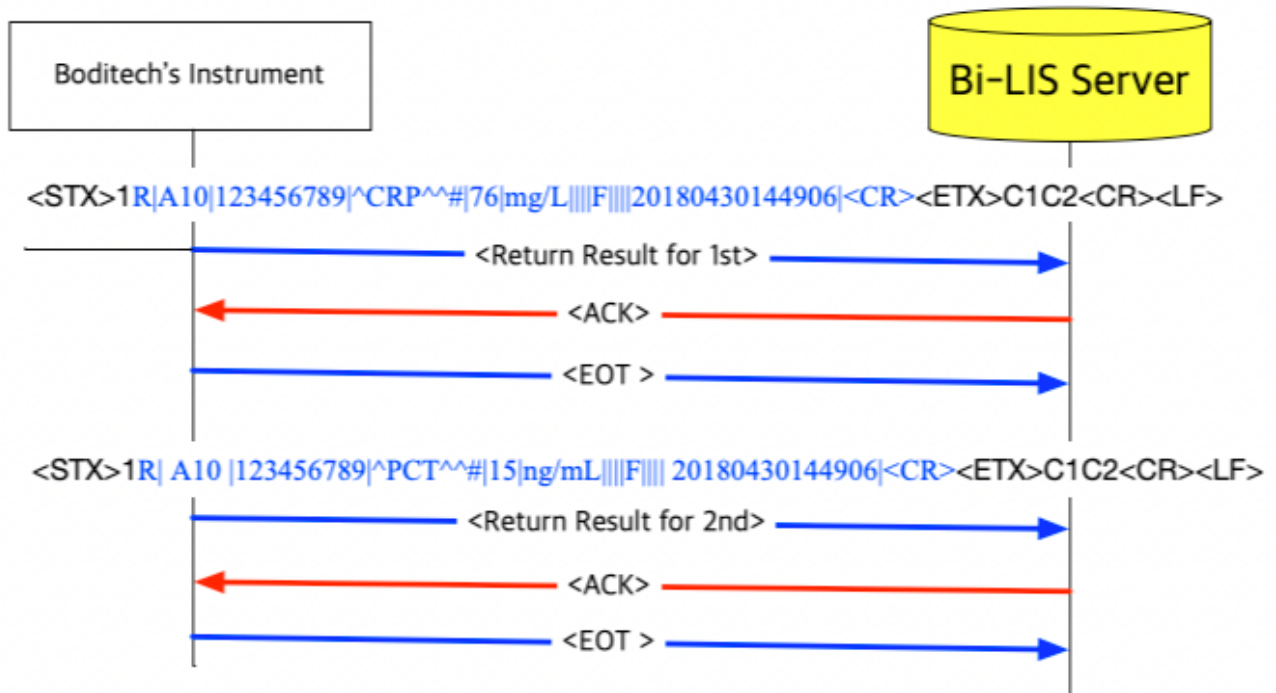 Boditech's Instrument
Bi-LIS Server
<STX>1R|A10|123456789|^CRP^^#|76|mg/L||||F||||20180430144906|<CR><ETX>C1C2<CR><LF>
<Return Result for 1st>
<ACK>
<EOT >
<STX>1R| A10 |123456789|^PCT^^#|15|ng/mL||||F|||| 20180430144906|<CR><ETX>C1C2<CR><LF>
<Return Result for 2nd>
<ACK>
<EOT >